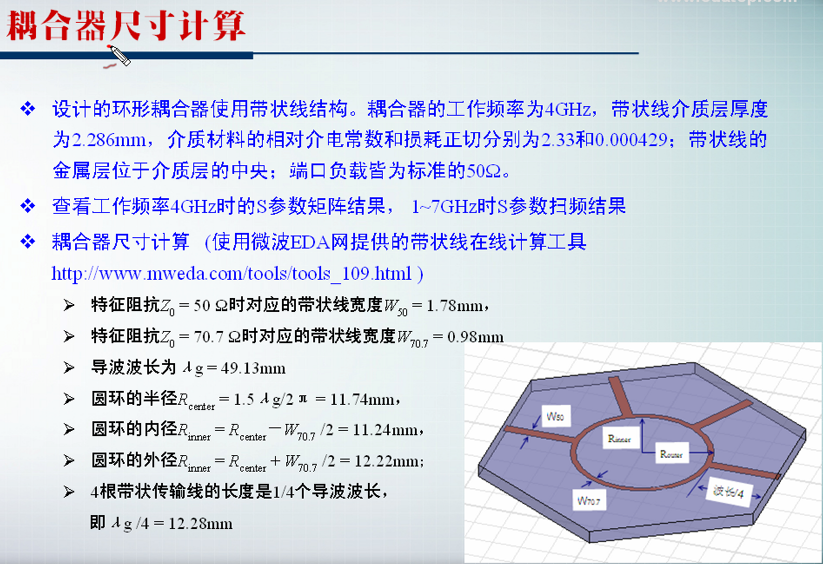 耦合器尺寸计算
❖ 设计的环形耦合器使用带状线结构。耦合器的工作频率为4GHz，带状线介质层厚度
为2.286mm，介质材料的相对介电常数和损耗正切分别为2.33和0.000429；带状线的
金属层位于介质层的中央；端口负载皆为标准的50Ω。
❖ 查看工作频率4GHz时的S参数矩阵结果， 1~7GHz时S参数扫频结果
❖ 耦合器尺寸计算 (使用微波EDA网提供的带状线在线计算工具
http://www.mweda.com/tools/tools_109.html )
➢ 特征阻抗Z0 = 50 Ω时对应的带状线宽度W50 = 1.78mm，
➢ 特征阻抗Z0 = 70.7 Ω时对应的带状线宽度W70.7 = 0.98mm
➢ 导波波长为 λg = 49.13mm
➢ 圆环的半径Rcenter = 1.5 λg/2 π = 11.74mm，
➢ 圆环的内径Rinner = Rcenter－W70.7 /2 = 11.24mm，
➢ 圆环的外径Rinner = Rcenter + W70.7 /2 = 12.22mm；
➢ 4根带状传输线的长度是1/4个导波波长，
即 λg /4 = 12.28mm
W50
Rinner
Router
W70.7
波长/4